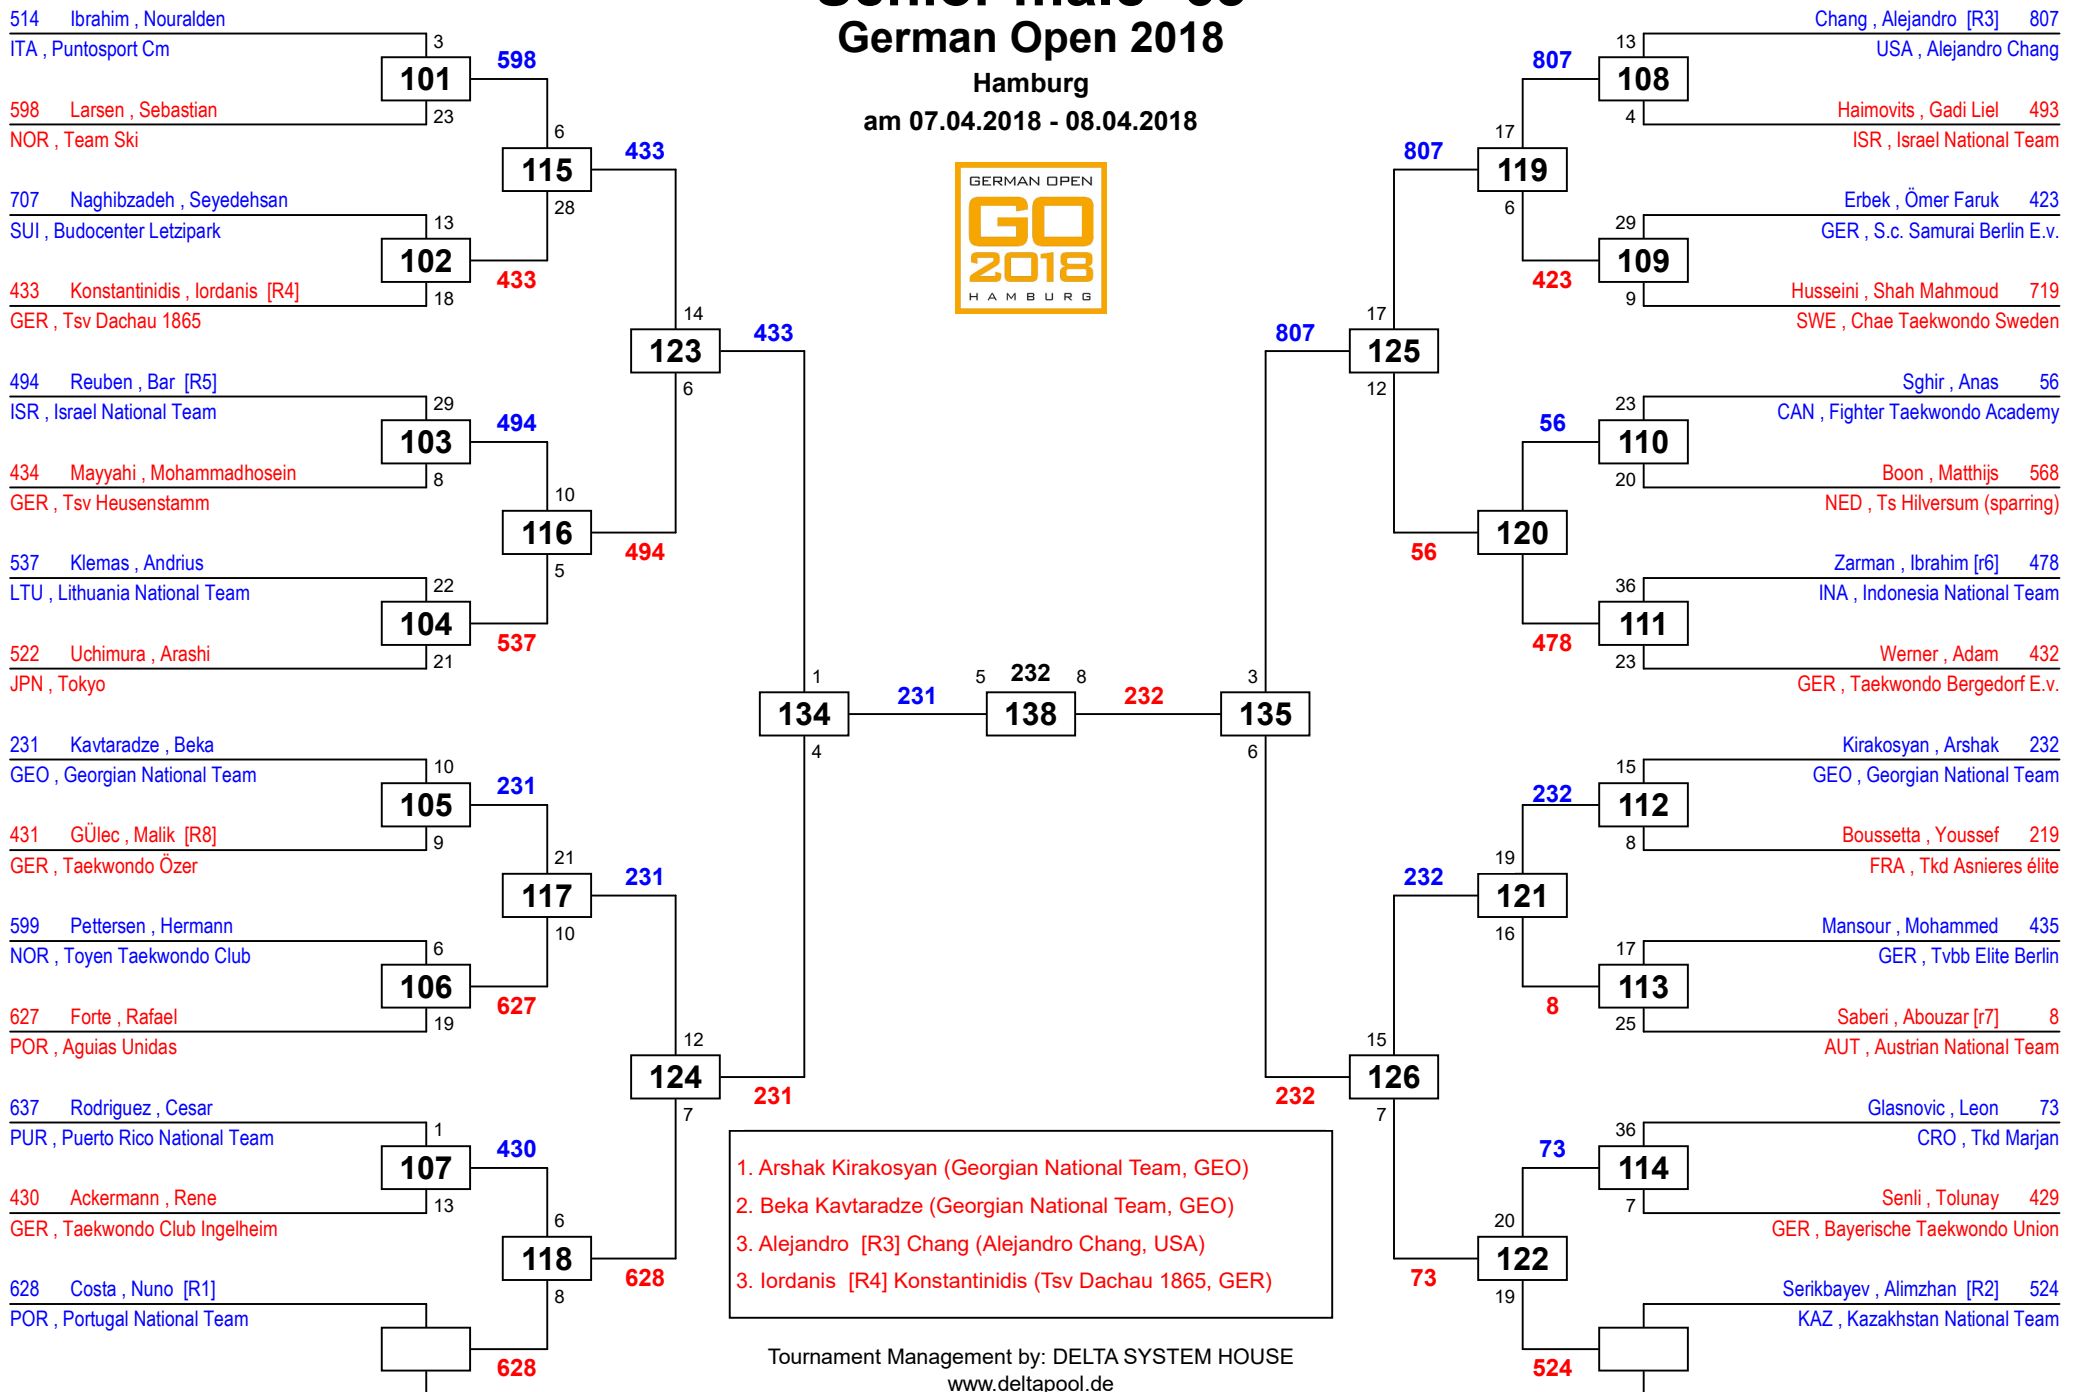 German Open 2018
Hamburg
am 07.04.2018 - 08.04.2018
GERMAN OPEN
GO
2018
HAMBURG
514 Ibrahim , Nouralden
ITA , Puntosport Cm
3
101
598
23
598 Larsen , Sebastian
NOR , Team Ski
6
115
433
28
707 Naghibzadeh , Seyedehsan
SUI , Budocenter Letzipark
13
102
433
18
433 Konstantinidis , Iordanis [R4]
GER , Tsv Dachau 1865
14
123
433
6
494 Reuben , Bar [R5]
ISR , Israel National Team
29
103
494
8
434 Mayyahi , Mohammadhosein
GER , Tsv Heusenstamm
10
116
494
5
537 Klemas , Andrius
LTU , Lithuania National Team
22
104
537
21
522 Uchimura , Arashi
JPN , Tokyo
1
134
231
4
231 Kavtaradze , Beka
GEO , Georgian National Team
10
105
231
9
431 GÜlec , Malik [R8]
GER , Taekwondo Özer
21
117
231
10
599 Pettersen , Hermann
NOR , Toyen Taekwondo Club
6
106
627
19
627 Forte , Rafael
POR , Aguias Unidas
12
124
231
7
637 Rodriguez , Cesar
PUR , Puerto Rico National Team
1
107
430
13
430 Ackermann , Rene
GER , Taekwondo Club Ingelheim
6
118
628
8
628 Costa , Nuno [R1]
POR , Portugal National Team
628
5 232 8
138
Chang , Alejandro [R3] 807
USA , Alejandro Chang
13
807
108
4
Haimovits , Gadi Liel 493
ISR , Israel National Team
17
807
119
6
Erbek , Ömer Faruk 423
GER , S.c. Samurai Berlin E.v.
29
109
423
9
Husseini , Shah Mahmoud 719
SWE , Chae Taekwondo Sweden
17
807
125
12
Sghir , Anas 56
CAN , Fighter Taekwondo Academy
23
56
110
20
Boon , Matthijs 568
NED , Ts Hilversum (sparring)
120
56
Zarman , Ibrahim [r6] 478
INA , Indonesia National Team
36
111
478
23
Werner , Adam 432
GER , Taekwondo Bergedorf E.v.
3
232
135
6
Kirakosyan , Arshak 232
GEO , Georgian National Team
15
232
112
8
Boussetta , Youssef 219
FRA , Tkd Asnieres élite
19
232
121
16
Mansour , Mohammed 435
GER , Tvbb Elite Berlin
17
113
8
25
Saberi , Abouzar [r7] 8
AUT , Austrian National Team
15
126
232
7
Glasnovic , Leon 73
CRO , Tkd Marjan
36
73
114
7
Senli , Tolunay 429
GER , Bayerische Taekwondo Union
20
122
73
19
Serikbayev , Alimzhan [R2] 524
KAZ , Kazakhstan National Team
524
1. Arshak Kirakosyan (Georgian National Team, GEO)
2. Beka Kavtaradze (Georgian National Team, GEO)
3. Alejandro [R3] Chang (Alejandro Chang, USA)
3. Iordanis [R4] Konstantinidis (Tsv Dachau 1865, GER)
Tournament Management by: DELTA SYSTEM HOUSE
www.deltapool.de